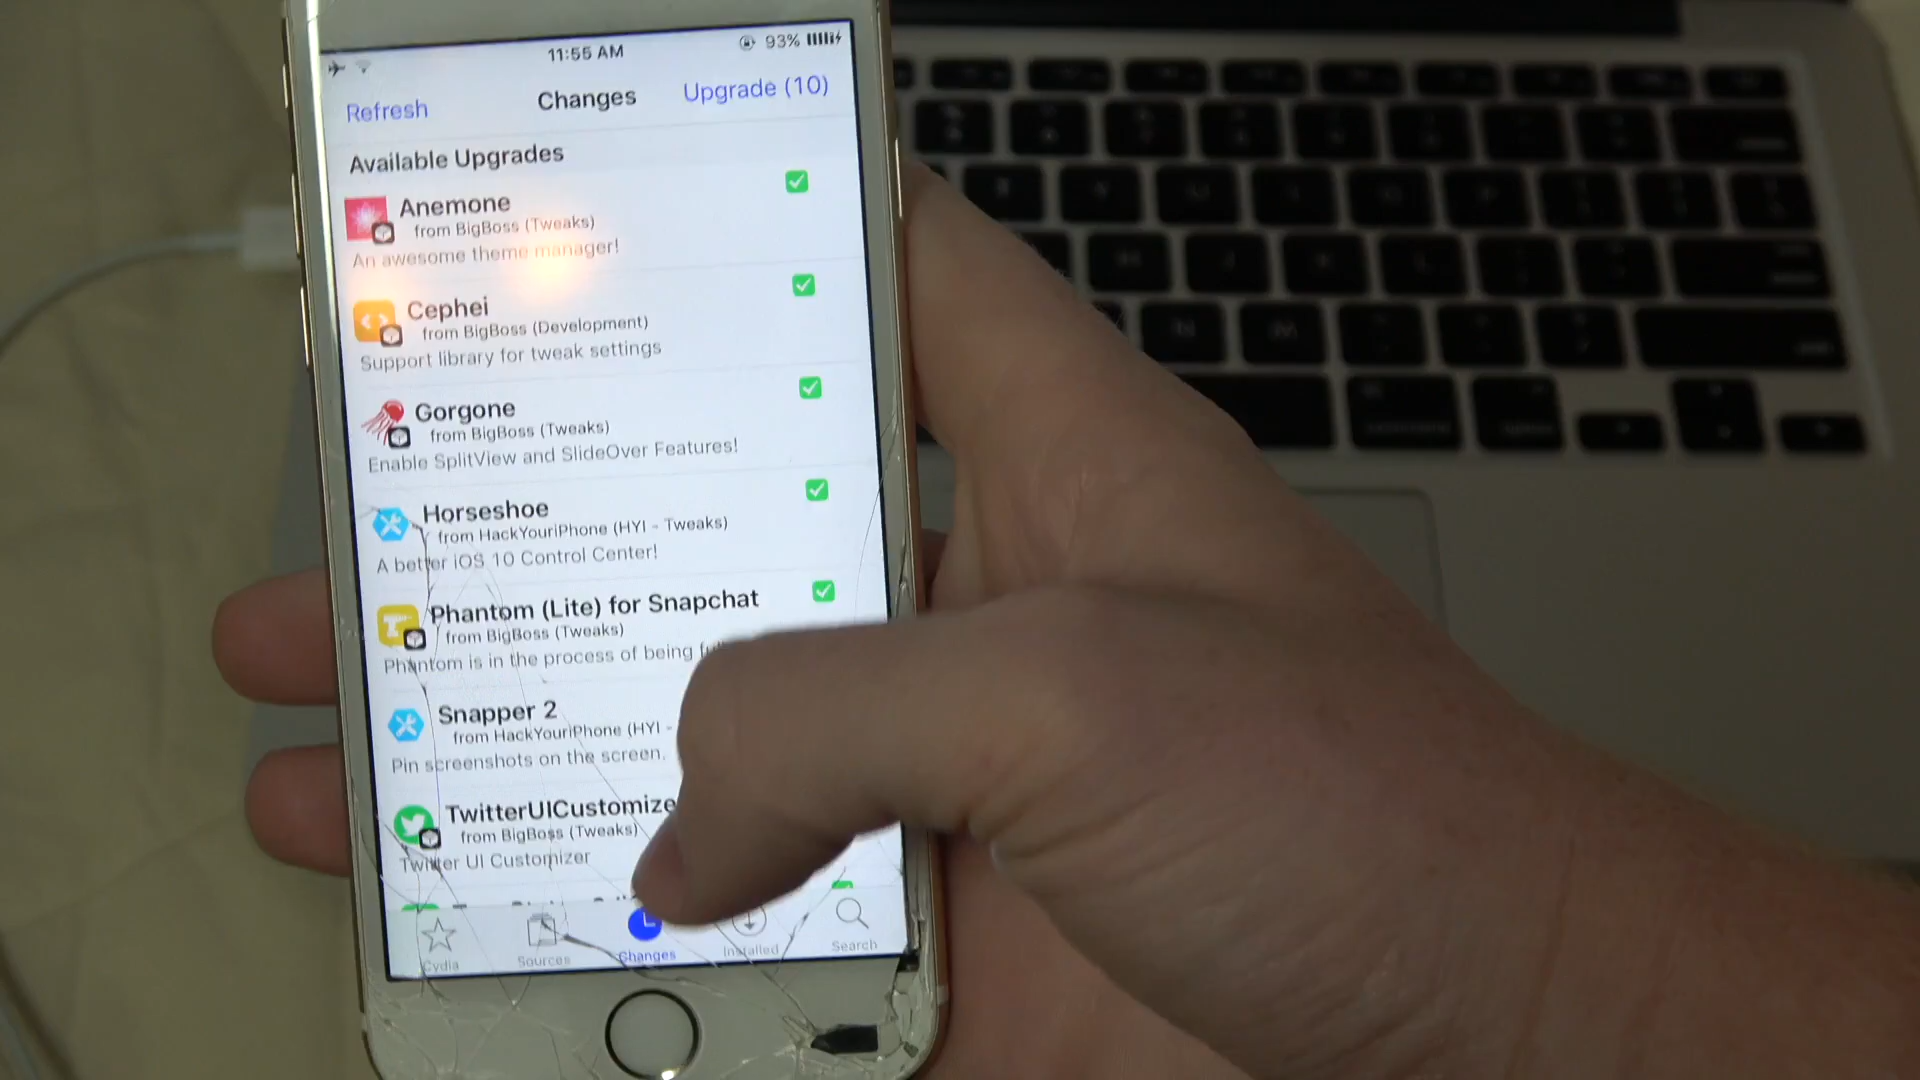 11:55 AM
93%
Refresh
Changes
Upgrade (10)
Available Upgrades
Anemone
from BigBoss (Tweaks)
An awesome theme manager!
Cephei
from BigBoss (Development)
Support library for tweak settings
Gorgone
from BigBoss (Tweaks)
Enable SplitView and SlideOver Features!
Horseshoe
from HackYouriPhone (HYI - Tweaks)
A better iOS 10 Control Center!
Phantom (Lite) for Snapchat
from BigBoss (Tweaks)
Phantom is in the process of being
Snapper 2
from HackYouriPhone (HYI -
Pin screenshots on the screen.
TwitterUICustomize
from BigBoss (Tweaks)
Twitter UI Customizer
Cydia
Sources
Changes
Installed
Search